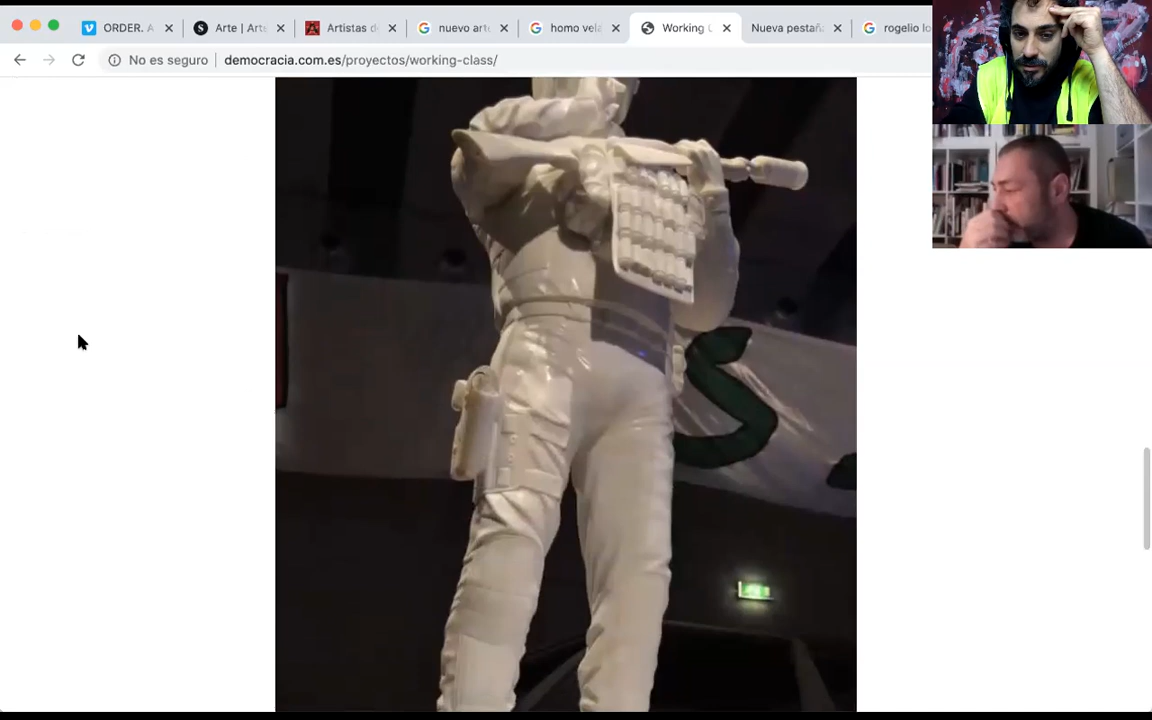 ORDER. A
Arte | Arts
Artistas d
nuevo arte
homo vela
Working C
Nueva pestaña
rogelio lo
No es seguro
democracia.com.es/proyectos/working-class/
S